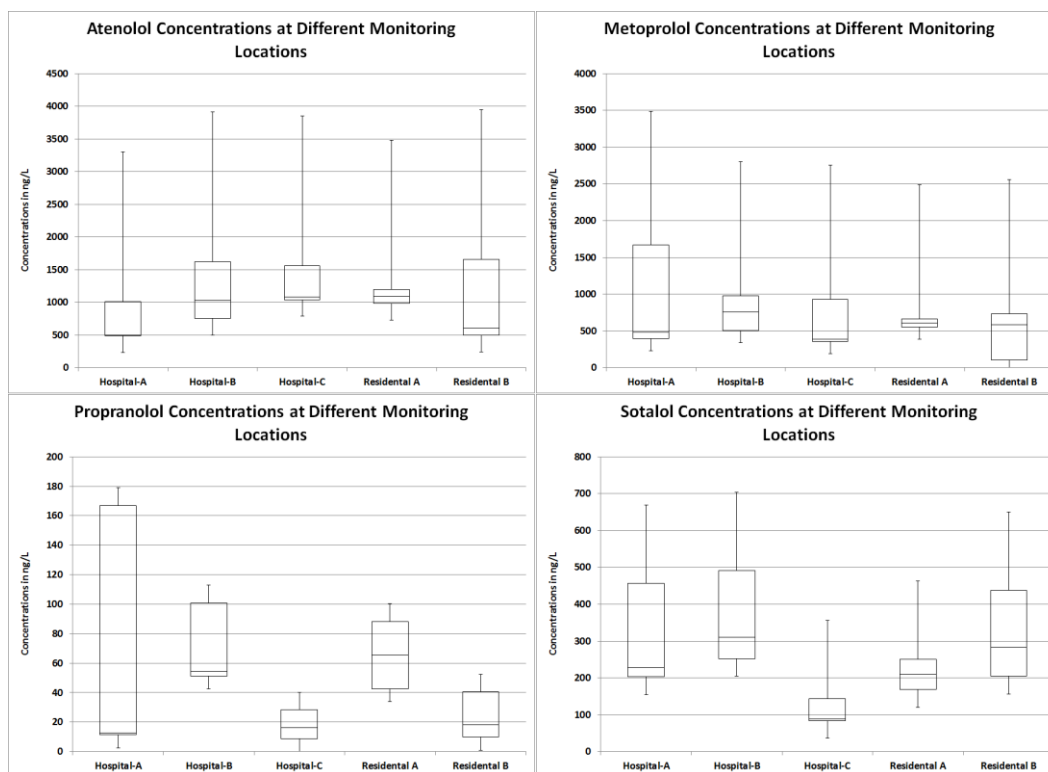 Atenolol Concentrations at Different Monitoring
Locations
Concentrations in ng/L
4500
4000
3500
3000
2500
2000
1500
1000
500
0
Hospital-A Hospital-B Hospital-C Residental A Residental B
Metoprolol Concentrations at Different Monitoring
Locations
Concentrations in ng/L
4000
3500
3000
2500
2000
1500
1000
500
0
Hospital-A Hospital-B Hospital-C Residental A Residental B
Propranolol Concentrations at Different Monitoring
Locations
Concentrations in ng/L
200
180
160
140
120
100
80
60
40
20
0
Hospital-A Hospital-B Hospital-C Residental A Residental B
Sotalol Concentrations at Different Monitoring
Locations
Concentrations in ng/L
800
700
600
500
400
300
200
100
0
Hospital-A Hospital-B Hospital-C Residental A Residental B